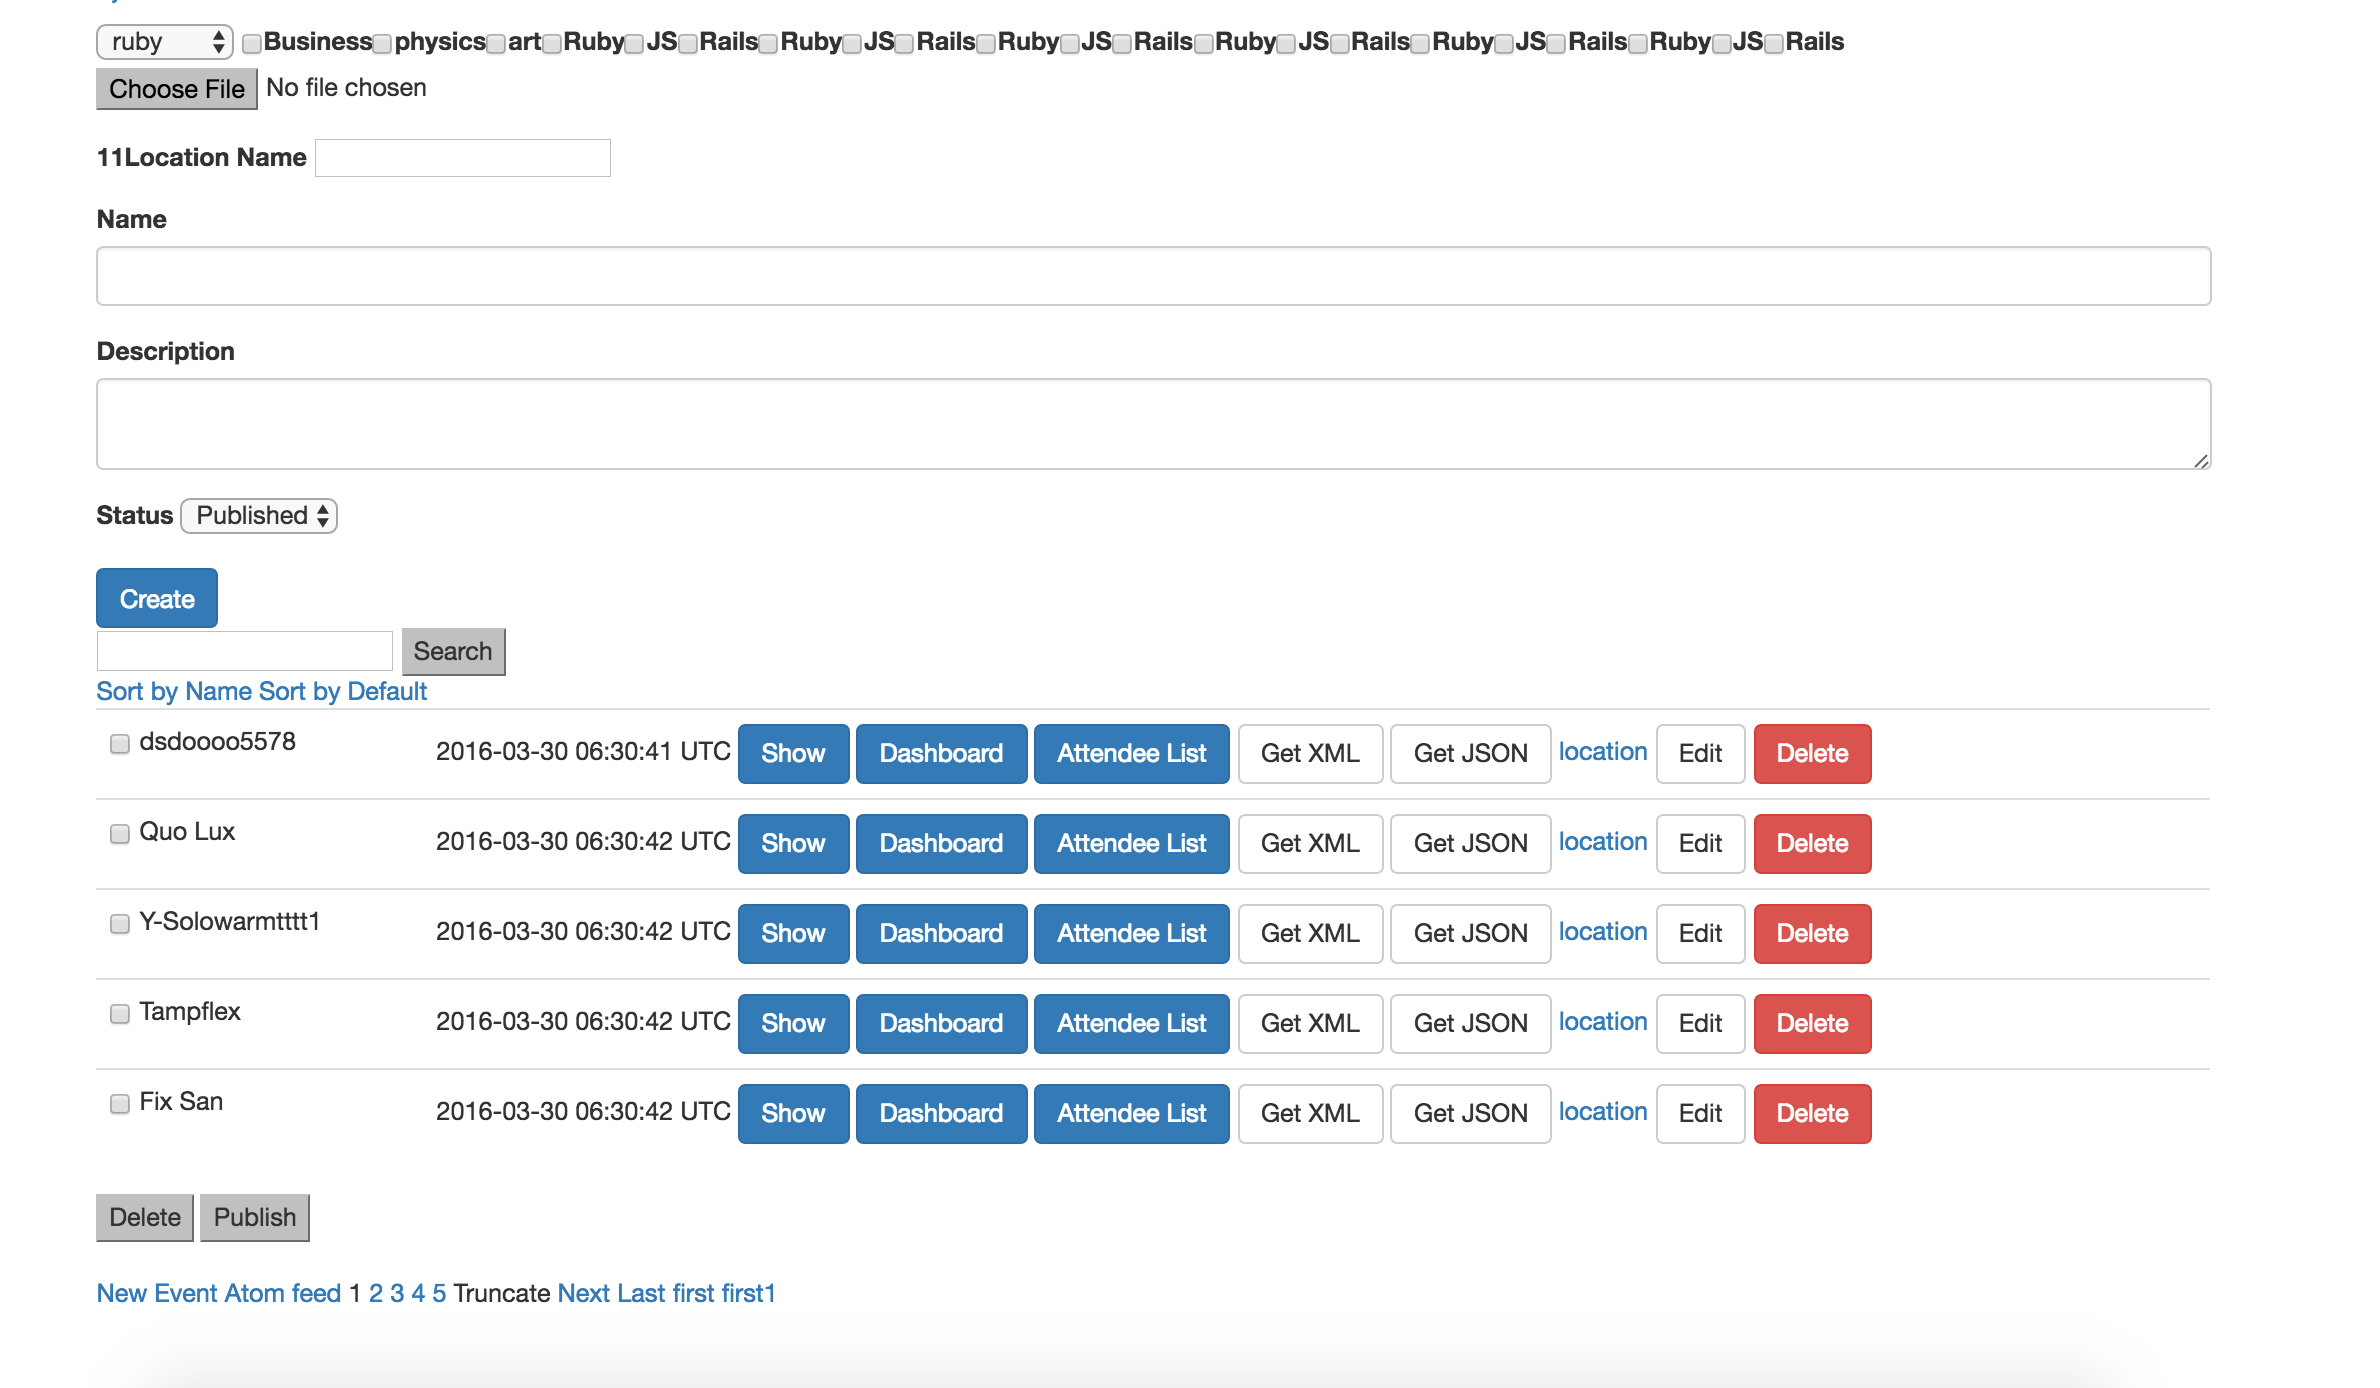 ruby Business physics art Ruby JS Rails Ruby JS Rails Ruby JS Rails Ruby JS Rails Ruby JS Rails Ruby JS Rails
Choose File No file chosen
11Location Name
Name
Description
Status Published
Create
Search
Sort by Name Sort by Default
dsdoooo5578 2016-03-30 06:30:41 UTC Show Dashboard Attendee List Get XML Get JSON location Edit Delete
Quo Lux 2016-03-30 06:30:42 UTC Show Dashboard Attendee List Get XML Get JSON location Edit Delete
Y-Solowarmtttt1 2016-03-30 06:30:42 UTC Show Dashboard Attendee List Get XML Get JSON location Edit Delete
Tampflex 2016-03-30 06:30:42 UTC Show Dashboard Attendee List Get XML Get JSON location Edit Delete
Fix San 2016-03-30 06:30:42 UTC Show Dashboard Attendee List Get XML Get JSON location Edit Delete
Delete Publish
New Event Atom feed 1 2 3 4 5 Truncate Next Last first first1